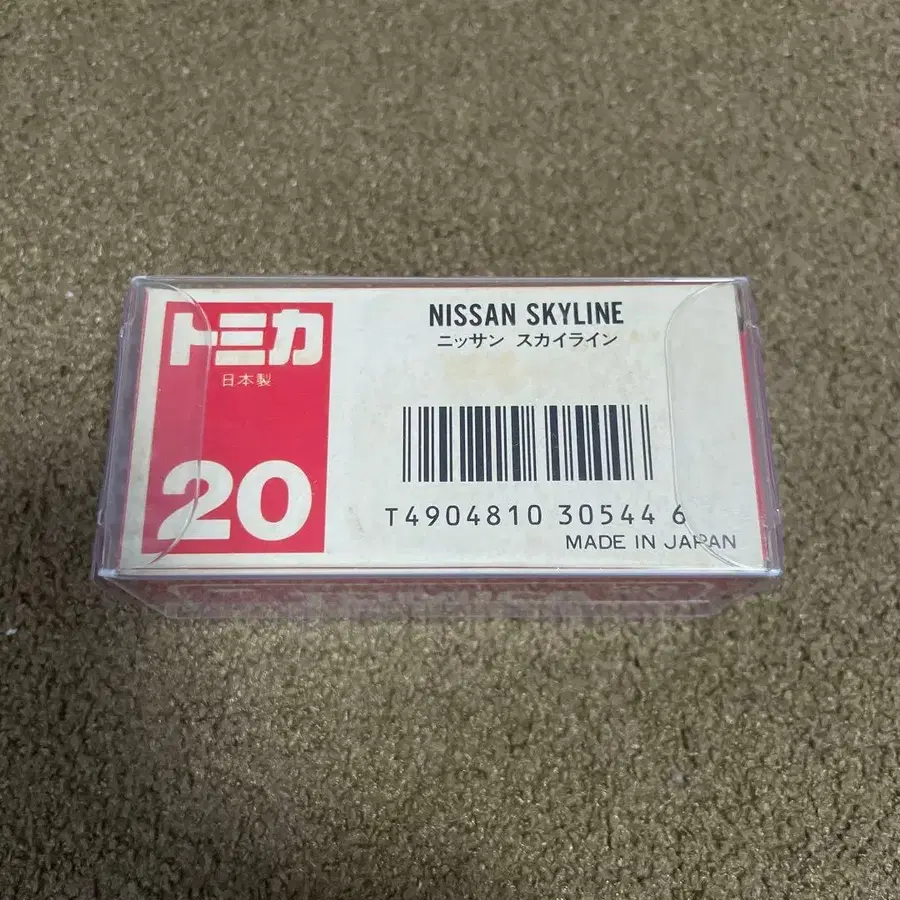 トミカ
日本製
20
NISSAN SKYLINE
ニッサン スカイライン
T4904810 30544 6
MADE IN JAPAN